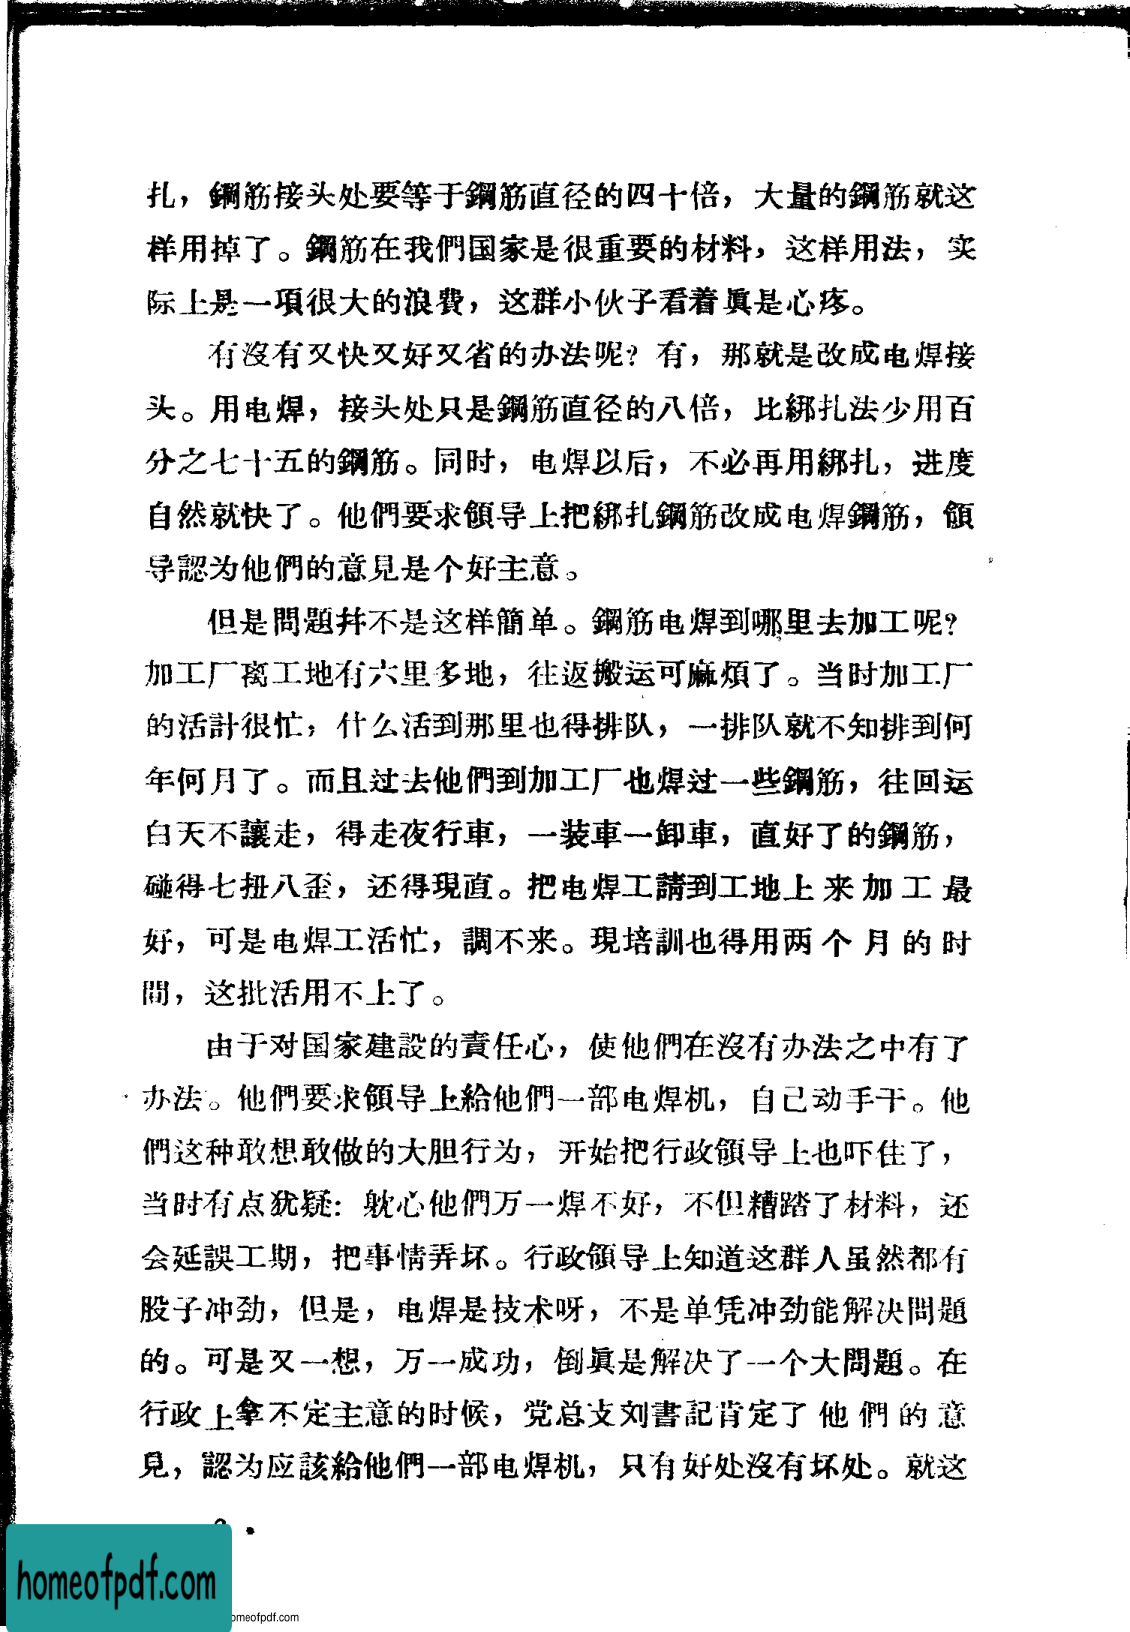 扎，鋼筋接头处要等于鋼筋直径的四十倍，大量的鋼筋就这
样用掉了。鋼筋在我們国家是很重要的材料，这样用法，实
际上是一項很大的浪費，这群小伙子看着眞是心疼。
有沒有又快又好又省的办法呢？有，那就是改成电焊接
头。用电焊，接头处只是鋼筋直径的八倍，比綁扎法少用百
分之七十五的鋼筋。同时，电焊以后，不必再用綁扎，进度
自然就快了。他們要求領导上把綁扎鋼筋改成电焊鋼筋，領
导認为他們的意見是个好主意。
但是問題幷不是这样簡单。鋼筋电焊到哪里去加工呢？
加工厂离工地有六里多地，往返搬运可麻煩了。当时加工厂
的活計很忙，什么活到那里也得排队，一排队就不知排到何
年何月了。而且过去他們到加工厂也焊过一些鋼筋，往回运
白天不讓走，得走夜行車，一装車一卸車，直好了的鋼筋，
碰得七扭八歪，还得現直。把电焊工請到工地上来加工最
好，可是电焊工活忙，調不来。現培訓也得用两个月的时
間，这批活用不上了。
由于对国家建設的責任心，使他們在沒有办法之中有了
办法。他們要求領导上給他們一部电焊机，自己动手干。他
們这种敢想敢做的大胆行为，开始把行政領导上也吓住了，
当时有点犹疑：躭心他們万一焊不好，不但糟踏了材料，还
会延誤工期，把事情弄坏。行政領导上知道这群人虽然都有
股子冲劲，但是，电焊是技术呀，不是单凭冲劲能解决問題
的。可是又一想，万一成功，倒眞是解决了一个大問題。在
行政上拿不定主意的时候，党总支刘書記肯定了他們的意
見，認为应該給他們一部电焊机，只有好处沒有坏处。就这
homeofpdf.com
omeofpdf.com